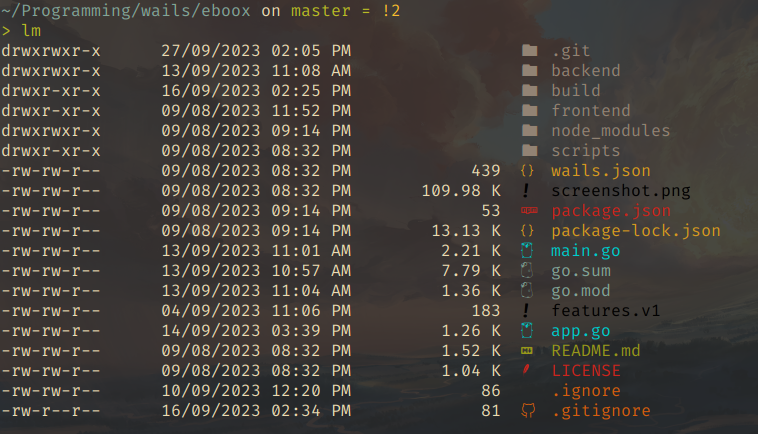 ~/Programming/wails/eboox on master = !2
> lm
drwxrwxr-x 27/09/2023 02:05 PM .git
drwxrwxr-x 13/09/2023 11:08 AM backend
drwxrwxr-x 16/09/2023 02:25 PM build
drwxrwxr-x 09/08/2023 11:52 PM frontend
drwxrwxr-x 09/08/2023 09:14 PM node_modules
drwxr-xr-x 09/08/2023 08:32 PM scripts
-rw-rw-r-- 09/08/2023 08:32 PM 439 {} wails.json
-rw-rw-r-- 09/08/2023 08:32 PM 109.98 K ! screenshot.png
-rw-rw-r-- 09/08/2023 09:14 PM 53 package.json
-rw-rw-r-- 09/08/2023 09:14 PM 13.13 K {} package-lock.json
-rw-rw-r-- 13/09/2023 11:01 AM 2.21 K main.go
-rw-rw-r-- 13/09/2023 10:57 AM 7.79 K go.sum
-rw-rw-r-- 13/09/2023 11:04 AM 1.36 K go.mod
-rw-rw-r-- 04/09/2023 11:06 PM 183 ! features.v1
-rw-rw-r-- 14/09/2023 03:39 PM 1.26 K app.go
-rw-rw-r-- 09/08/2023 08:32 PM 1.52 K README.md
-rw-rw-r-- 09/08/2023 08:32 PM 1.04 K LICENSE
-rw-rw-r-- 10/09/2023 12:20 PM 86 .ignore
-rw-rw-r-- 16/09/2023 02:34 PM 81 .gitignore